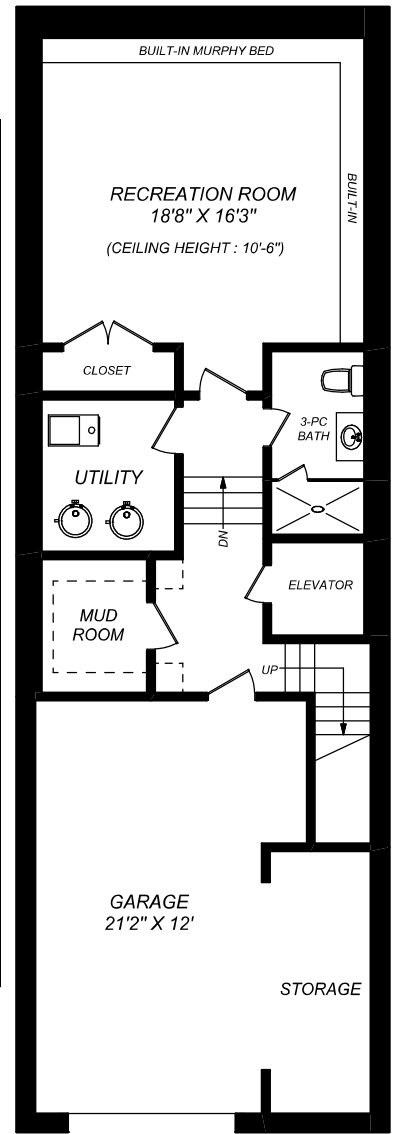 BUILT-IN MURPHY BED
BUILT-IN
RECREATION ROOM
18'8" X 16'3"
(CEILING HEIGHT : 10'-6")
CLOSET
3-PC
BATH
UTILITY
DN
ELEVATOR
MUD
ROOM
UP
GARAGE
21'2" X 12'
STORAGE